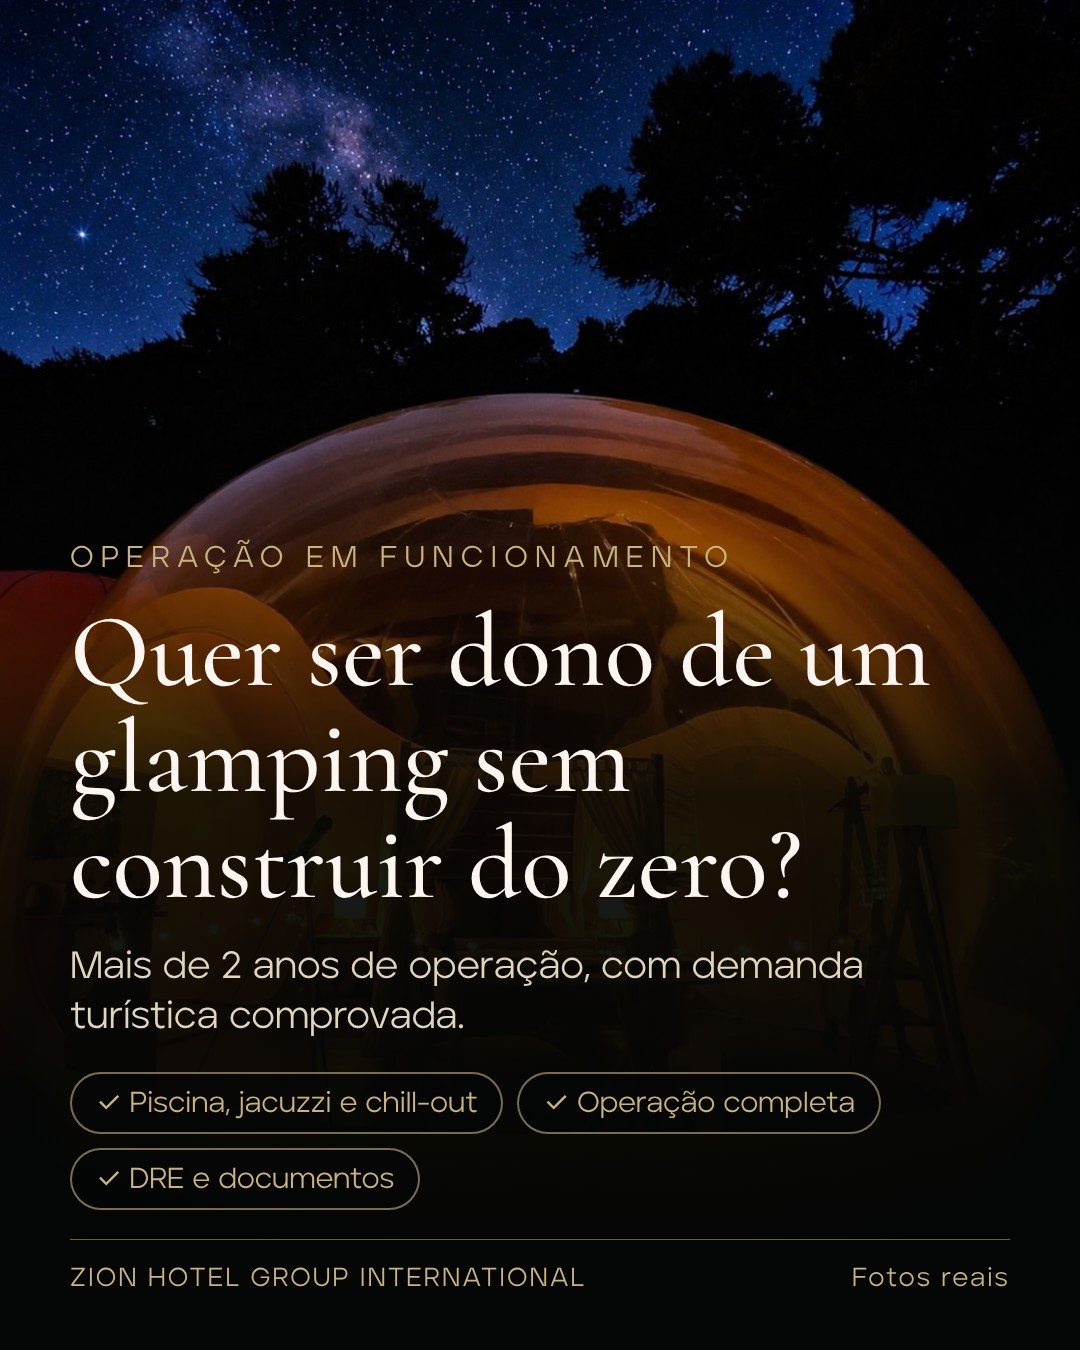 OPERAÇÃO EM FUNCIONAMENTO
Quer ser dono de um
glamping sem
construir do zero?
Mais de 2 anos de operação, com demanda
turística comprovada.
✓ Piscina, jacuzzi e chill-out
✓ Operação completa
✓ DRE e documentos
ZION HOTEL GROUP INTERNATIONAL
Fotos reais